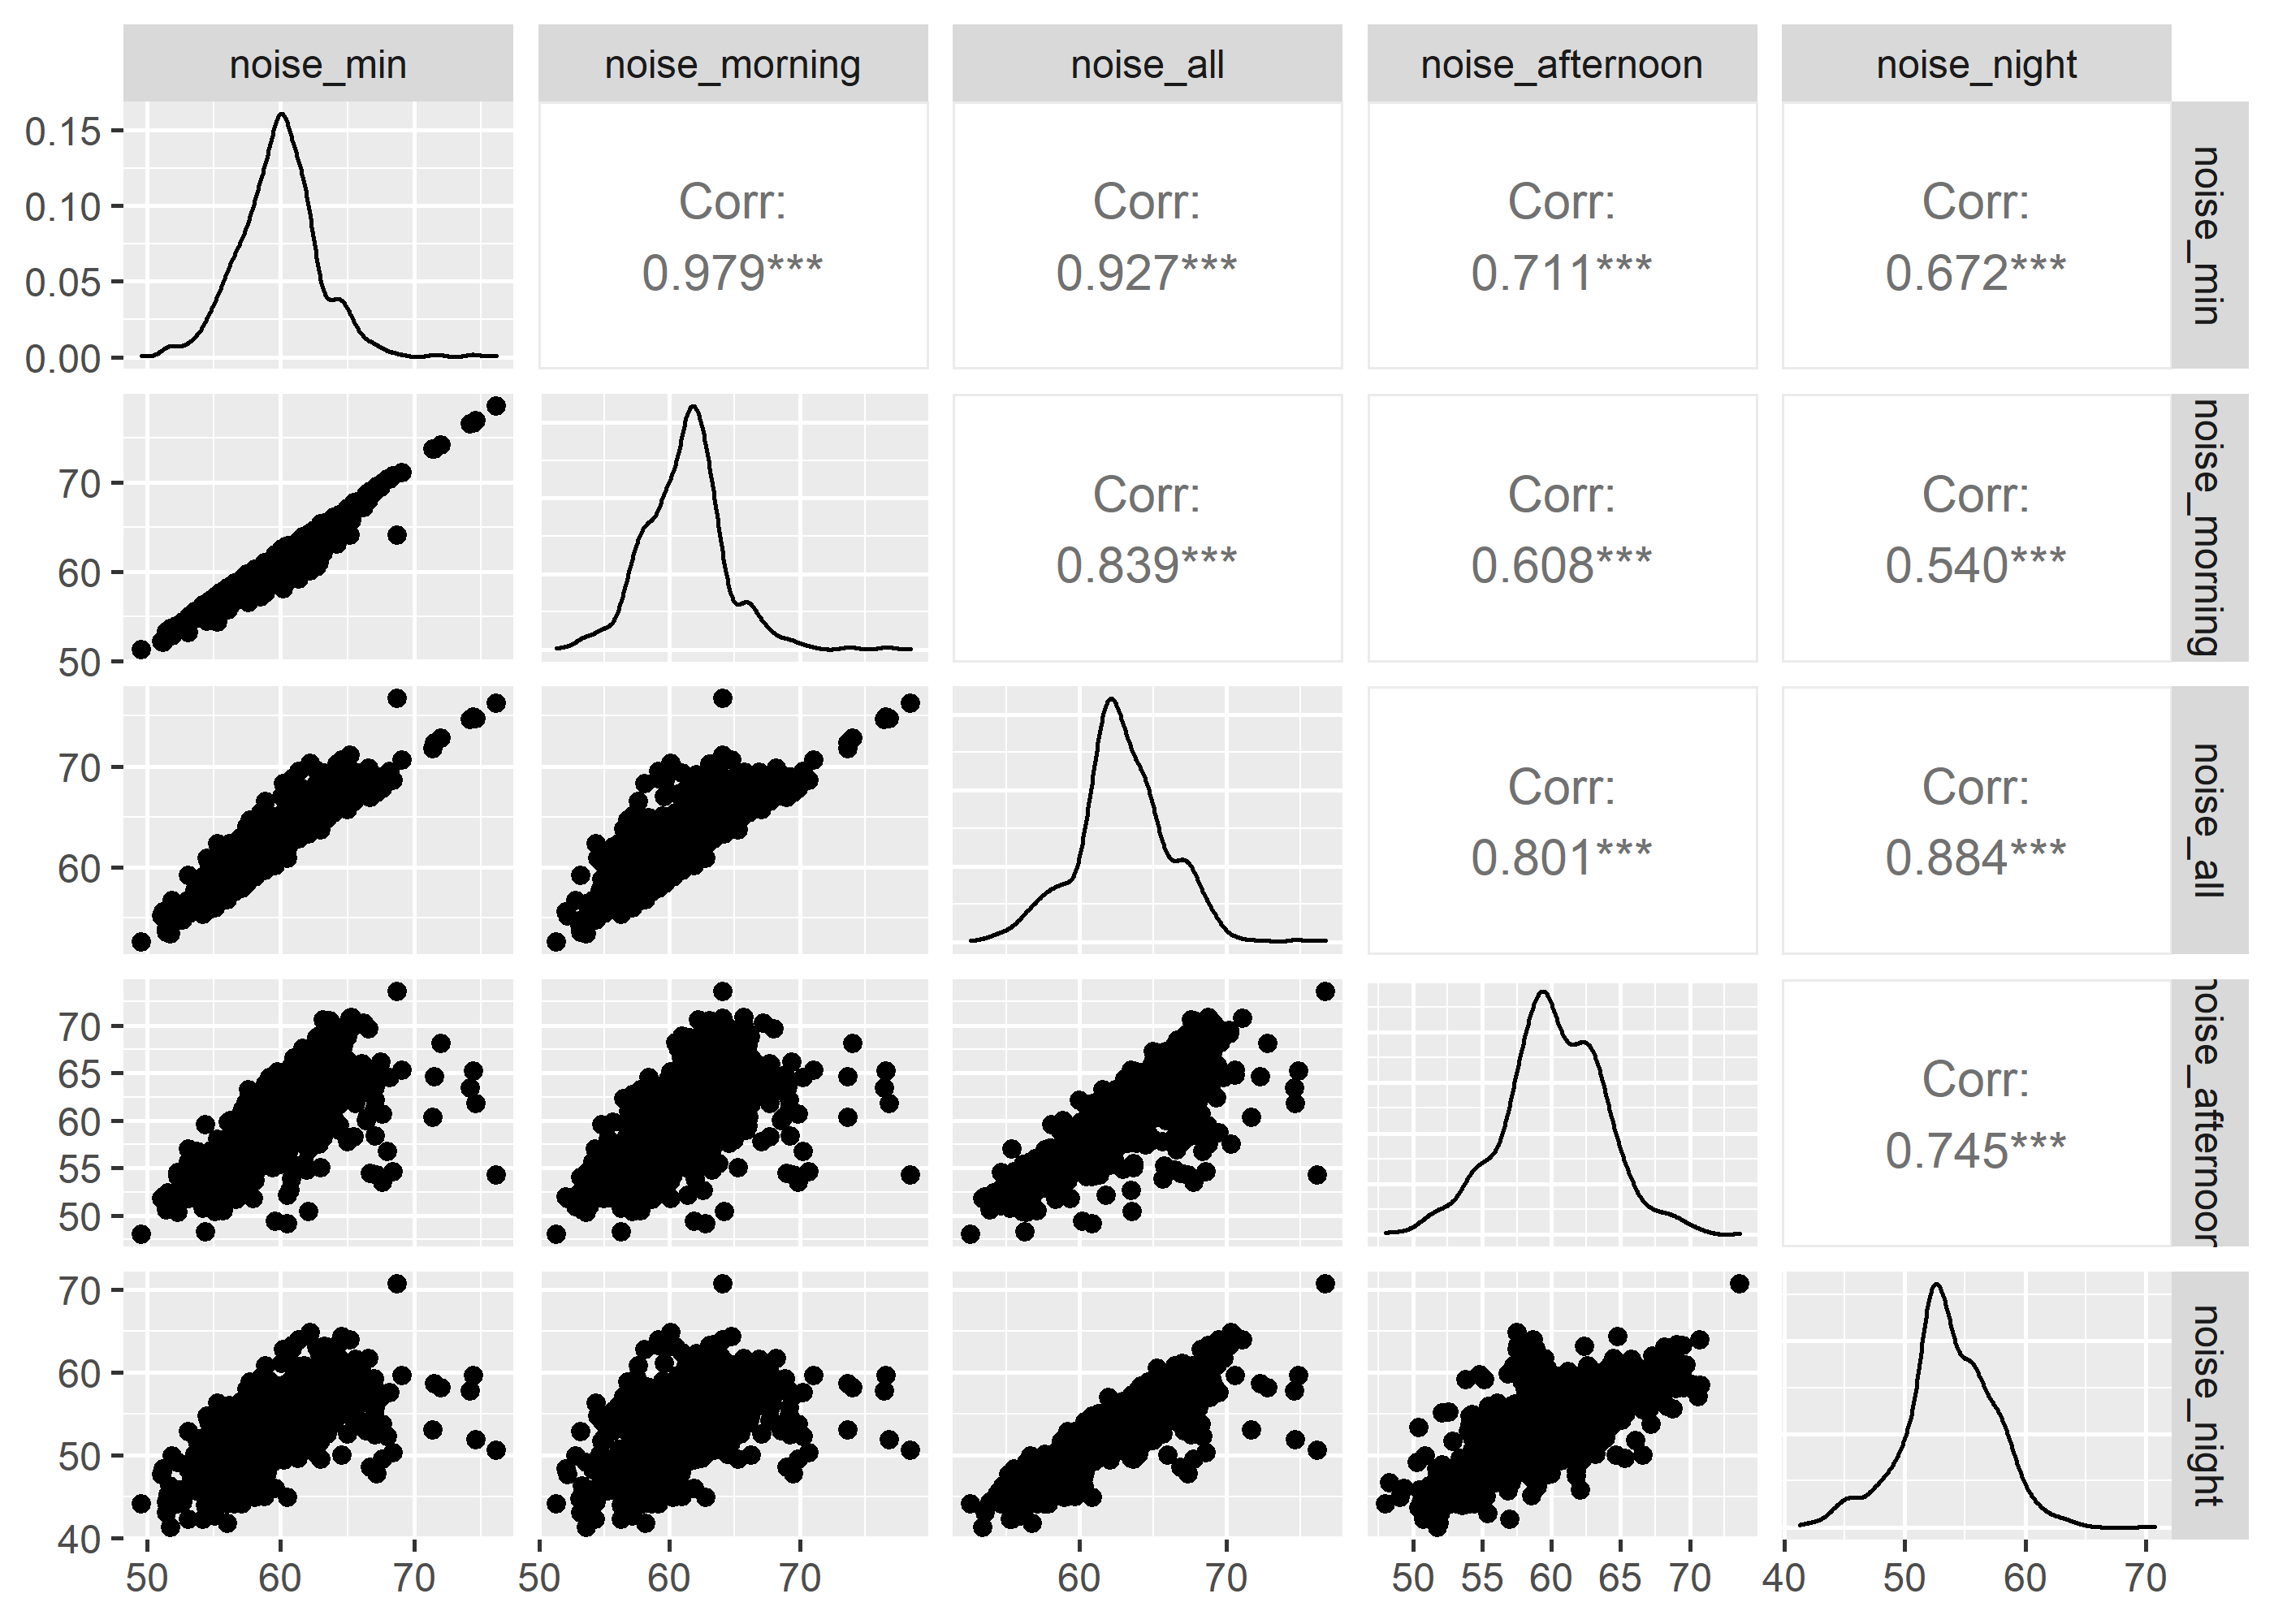 noise_min noise_morning noise_all noise_afternoon noise_night
0.15
0.10
0.05
0.00
Corr:
0.979***
Corr:
0.927***
Corr:
0.711***
Corr:
0.672***
noise_min
70
60
50
Corr:
0.839***
Corr:
0.608***
Corr:
0.540***
noise_morning
70
60
Corr:
0.801***
Corr:
0.884***
noise_all
70
65
60
55
50
Corr:
0.745***
noise_afternoon
70
60
50
40
noise_night
50 60 70 50 60 70 60 70 50 55 60 65 70 40 50 60 70